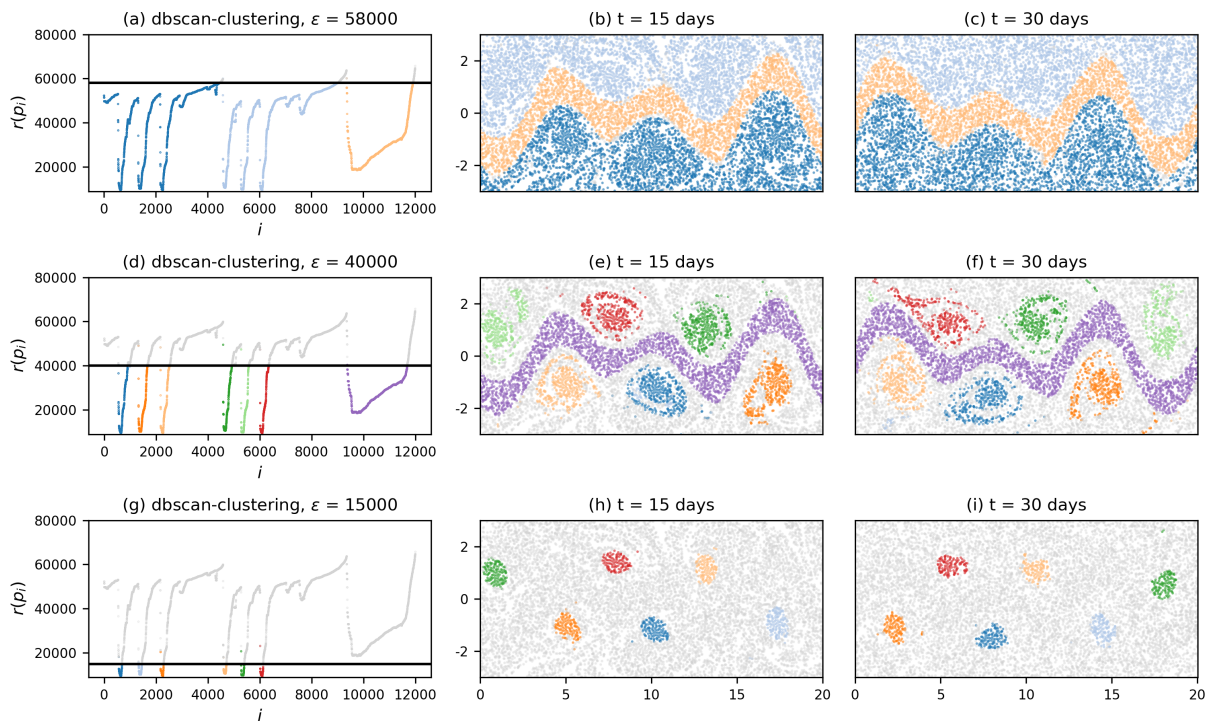 (a) dbscan-clustering, ε = 58000
(b) t = 15 days
(c) t = 30 days
80000
60000
40000
20000
r(pᵢ)
0 2000 4000 6000 8000 10000 12000
i
2
0
-2
(d) dbscan-clustering, ε = 40000
(e) t = 15 days
(f) t = 30 days
80000
60000
40000
20000
r(pᵢ)
0 2000 4000 6000 8000 10000 12000
i
2
0
-2
(g) dbscan-clustering, ε = 15000
(h) t = 15 days
(i) t = 30 days
80000
60000
40000
20000
r(pᵢ)
0 2000 4000 6000 8000 10000 12000
i
2
0
-2
0 5 10 15 20
0 5 10 15 20